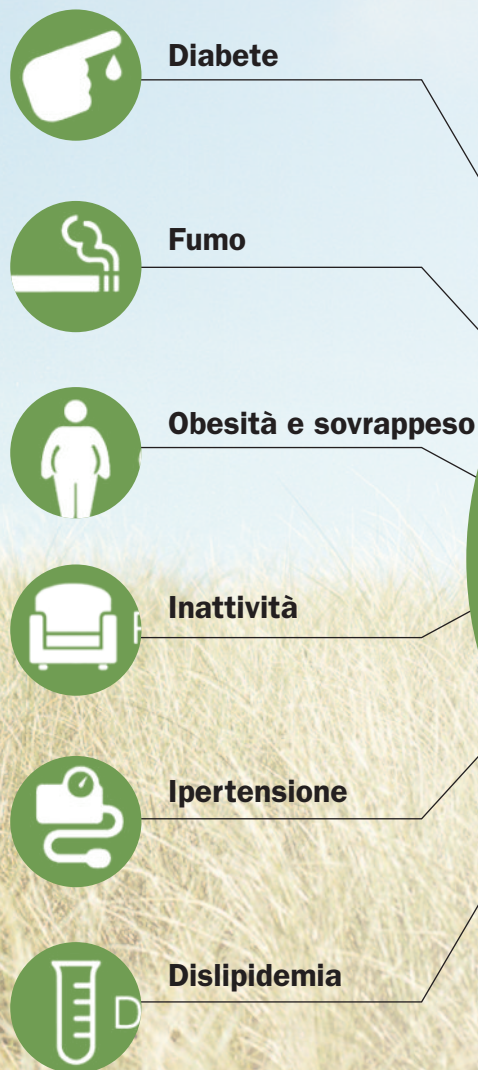 Diabete
Fumo
Obesità e sovrappeso
Inattività
Ipertensione
Dislipidemia